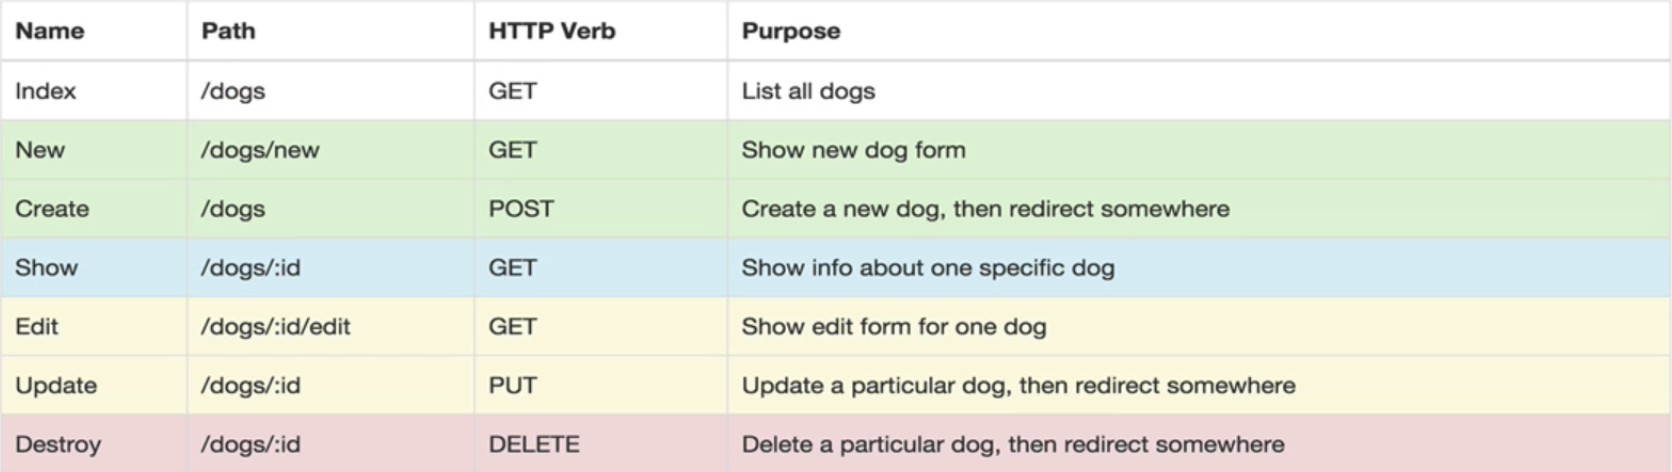 Name Path HTTP Verb Purpose
Index /dogs GET List all dogs
New /dogs/new GET Show new dog form
Create /dogs POST Create a new dog, then redirect somewhere
Show /dogs/:id GET Show info about one specific dog
Edit /dogs/:id/edit GET Show edit form for one dog
Update /dogs/:id PUT Update a particular dog, then redirect somewhere
Destroy /dogs/:id DELETE Delete a particular dog, then redirect somewhere